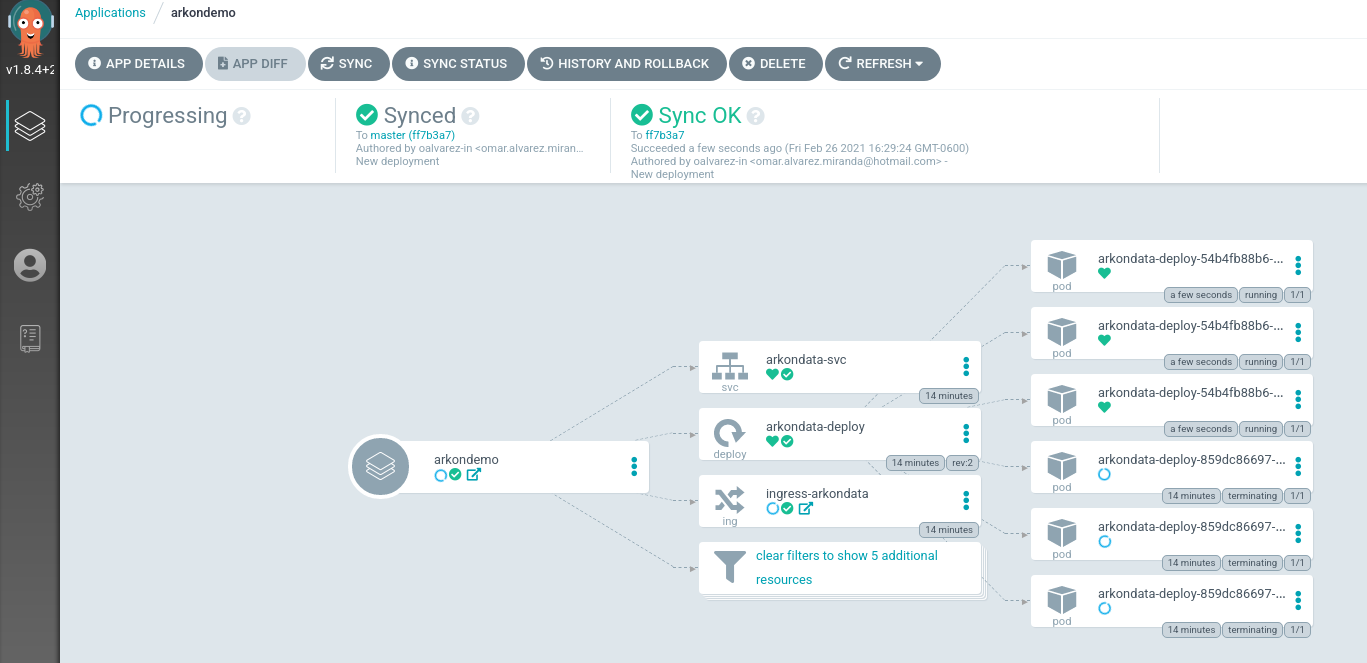 Applications / arkondemo
v1.8.4+2
APP DETAILS
APP DIFF
SYNC
SYNC STATUS
HISTORY AND ROLLBACK
DELETE
REFRESH
Progressing ?
Synced ?
To master (ff7b3a7)
Authored by oalvarez-in <omar.alvarez.miran...
New deployment
Sync OK ?
To ff7b3a7
Succeeded a few seconds ago (Fri Feb 26 2021 16:29:24 GMT-0600)
Authored by oalvarez-in <omar.alvarez.miranda@hotmail.com> -
New deployment
arkondemo
arkondata-svc
svc
14 minutes
arkondata-deploy
deploy
14 minutes rev:2
ingress-arkondata
ing
14 minutes
clear filters to show 5 additional
resources
arkondata-deploy-54b4fb88b6-...
pod
a few seconds running 1/1
arkondata-deploy-54b4fb88b6-...
pod
a few seconds running 1/1
arkondata-deploy-54b4fb88b6-...
pod
a few seconds running 1/1
arkondata-deploy-859dc86697-...
pod
14 minutes terminating 1/1
arkondata-deploy-859dc86697-...
pod
14 minutes terminating 1/1
arkondata-deploy-859dc86697-...
pod
14 minutes terminating 1/1